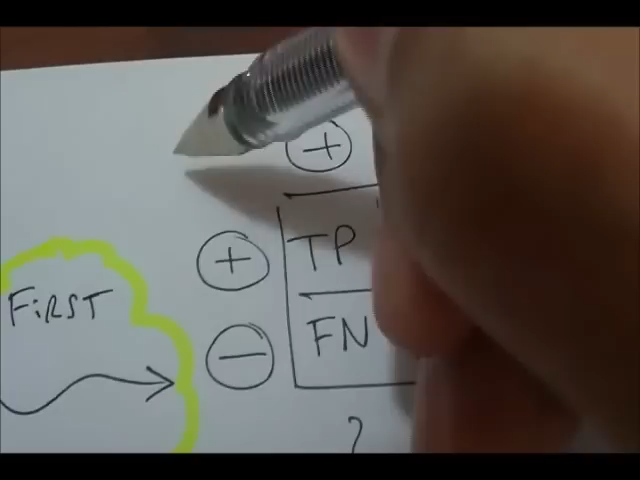 +
+ TP
FIRST
- FN
?